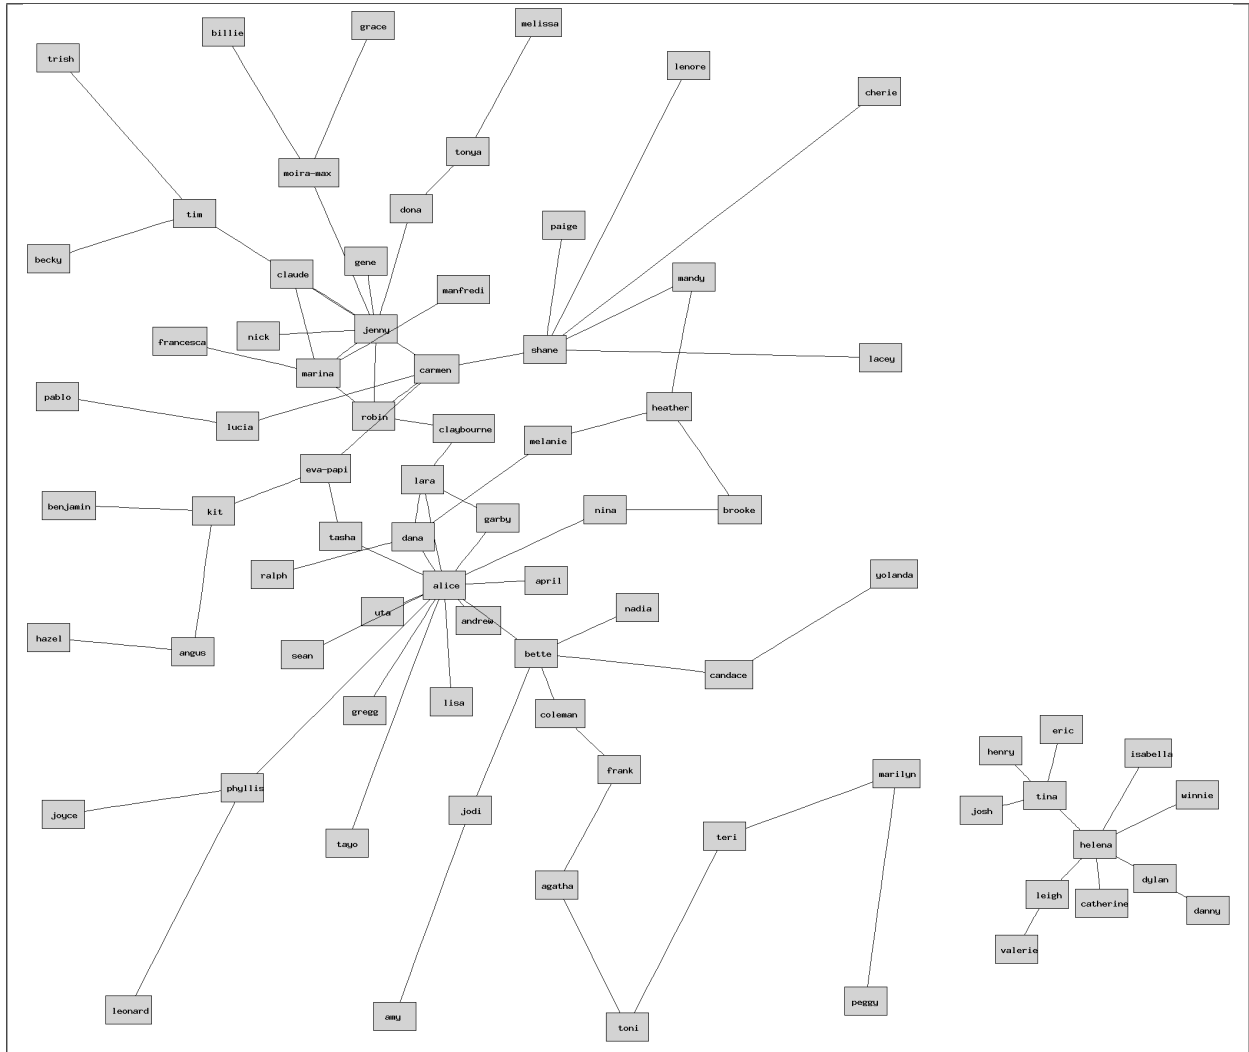 melissa
grace
billie
trish
lenore
cherie
tonya
moira-max
dona
tim
paige
becky
gene
claude
mandy
manfredi
jenny
nick
francesca
shane
lacey
carmen
marina
pablo
heather
robin
lucia
claybourne
melanie
eva-papi
lara
benjamin
kit
nina
brooke
garby
tasha
dana
ralph
yolanda
april
alice
nadia
uta
andrew
hazel
angus
sean
bette
candace
lisa
gregg
coleman
eric
henry
isabella
frank
marilyn
phyllis
tina
winnie
josh
joyce
jodi
teri
tayo
helena
dylan
agatha
leigh
catherine
danny
valerie
peggy
leonard
amy
toni